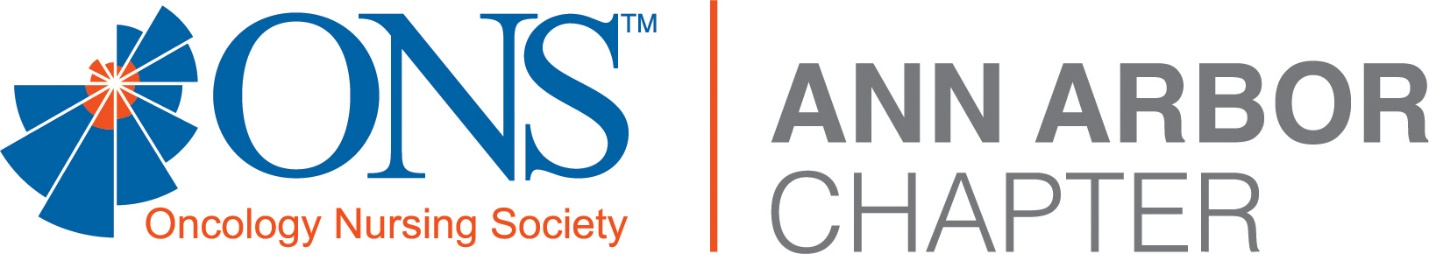 ONS™
Oncology Nursing Society
ANN ARBOR
CHAPTER